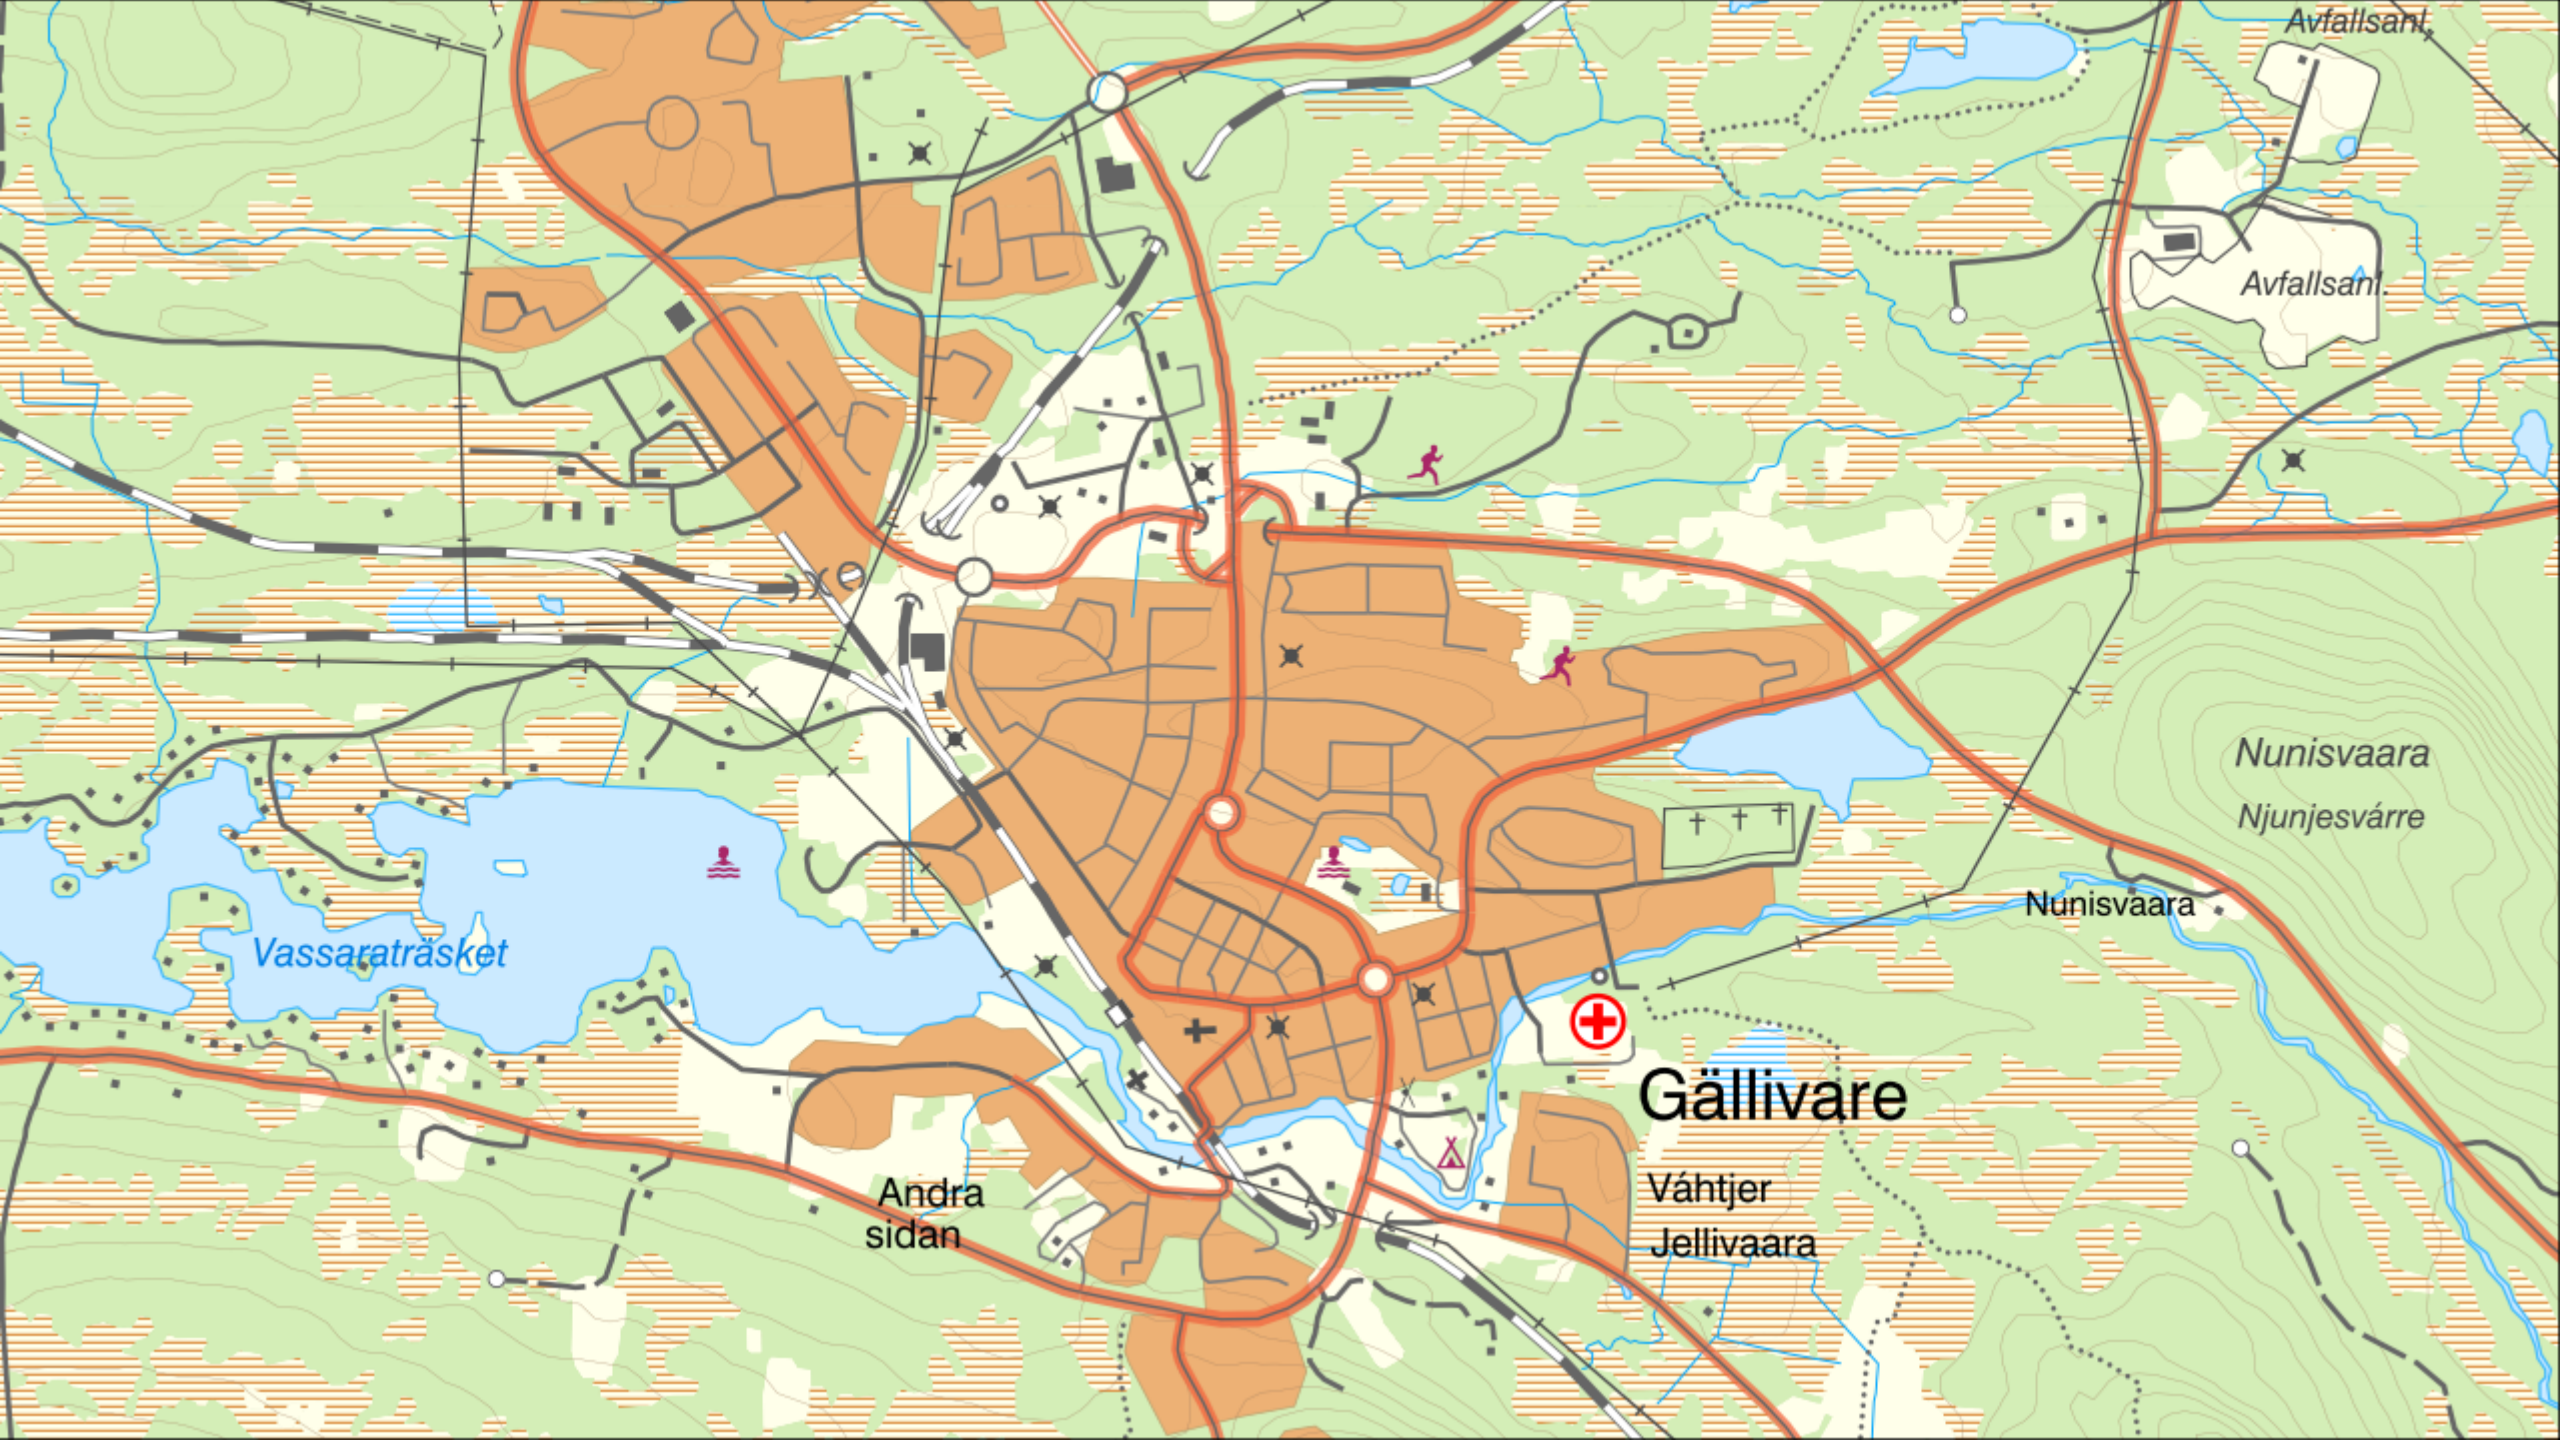 Avfallsanl.
Avfallsanl.
Nunisvaara
Njunjesvárre
Nunisvaara
Vassaraträsket
Gällivare
Váhtjer
Jellivaara
Andra
sidan